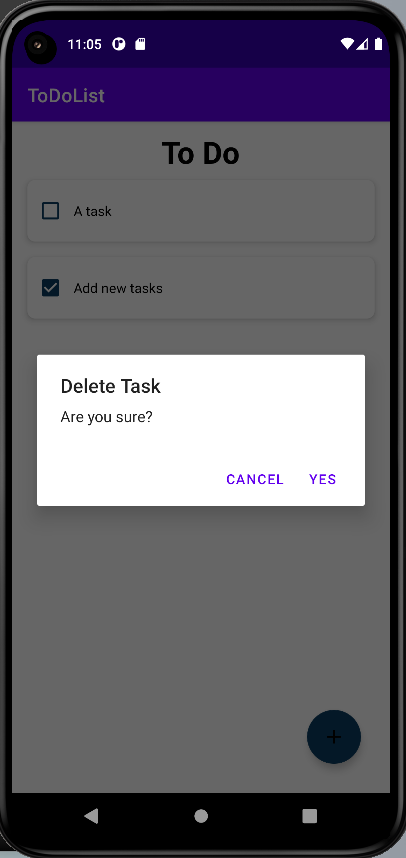 11:05
ToDoList
To Do
A task
Add new tasks
Delete Task
Are you sure?
CANCEL YES
+